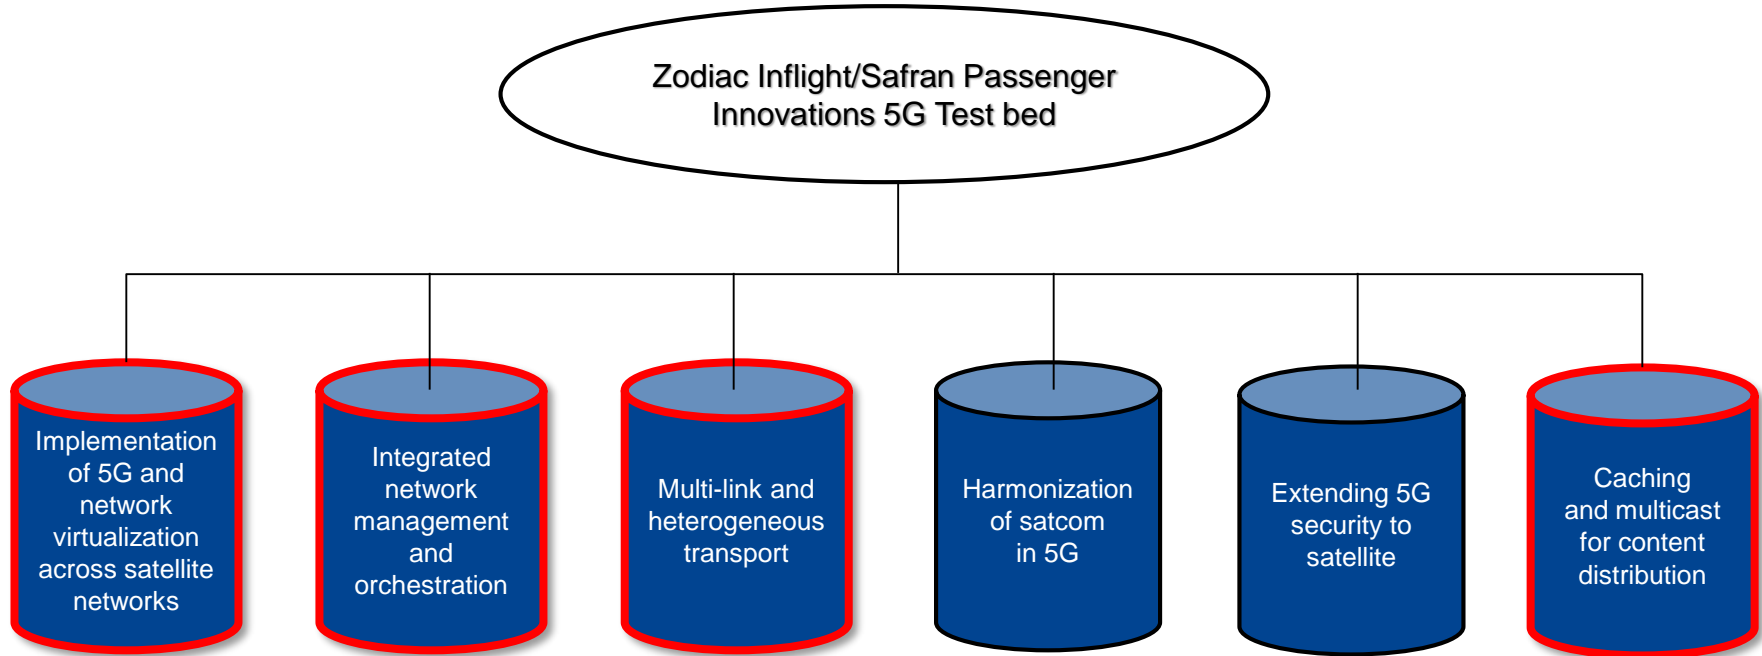 Zodiac Inflight/Safran Passenger
Innovations 5G Test bed
Implementation
of 5G and
network
virtualization
across satellite
networks
Integrated
network
management
and
orchestration
Multi-link and
heterogeneous
transport
Harmonization
of satcom
in 5G
Extending 5G
security to
satellite
Caching
and multicast
for content
distribution